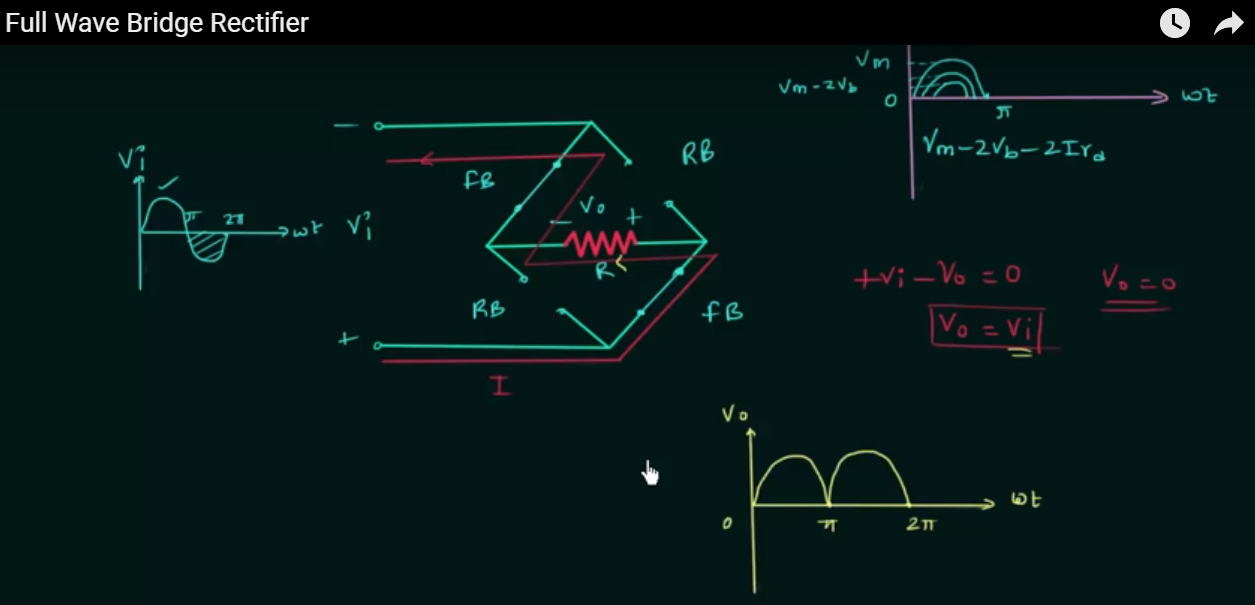 Full Wave Bridge Rectifier
Vm
Vm-2Vb
0
π
ωt
Vm-2Vb-2Ird
-
RB
fB
Vi
π
2π
ωt
Vi
- Vo +
R
RB
fB
+
I
+Vi-Vo=0
Vo=0
Vo=Vi
Vo
0
π
2π
ωt